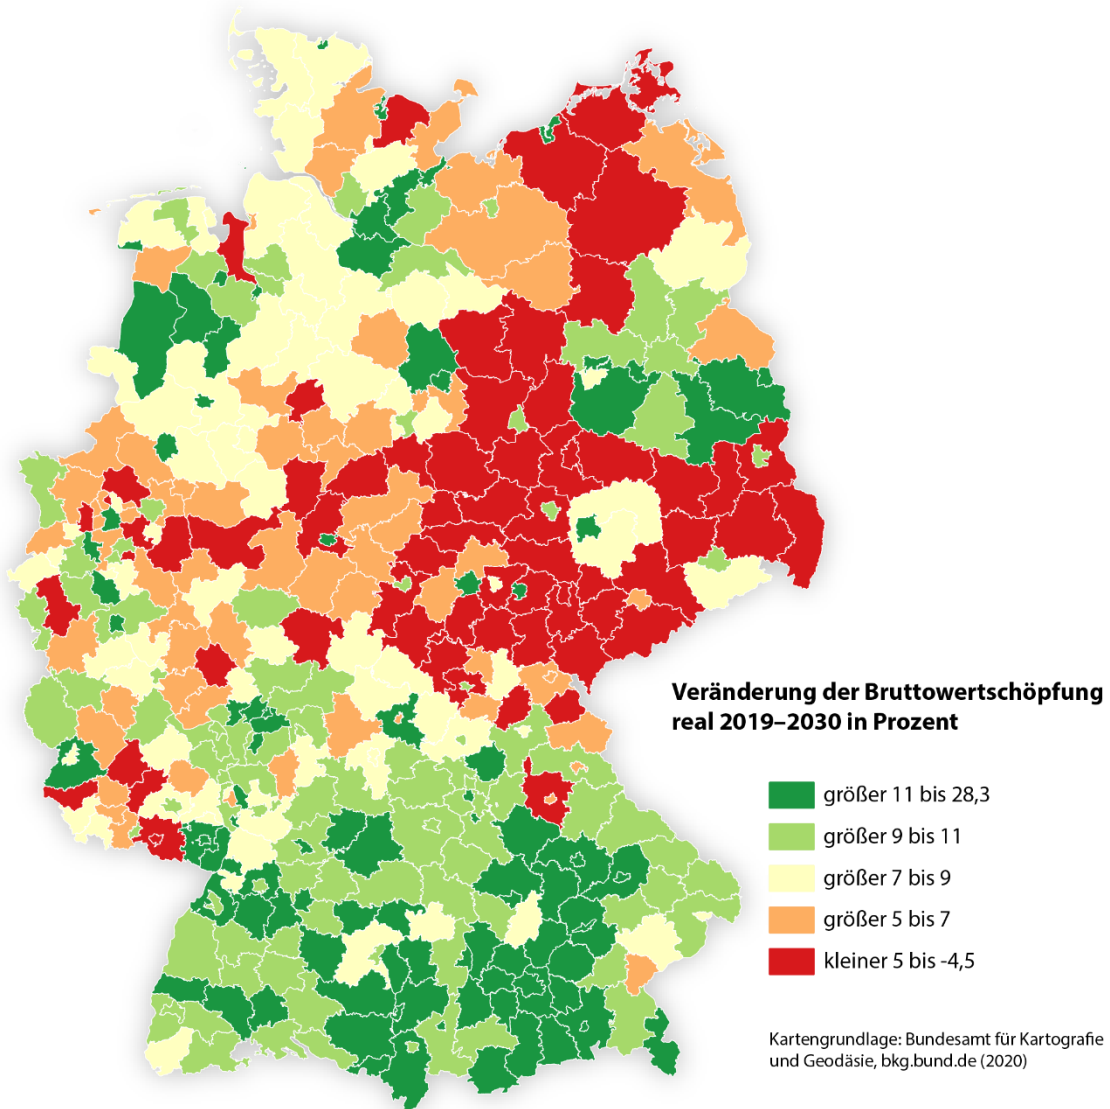 Veränderung der Bruttowertschöpfung
real 2019–2030 in Prozent
größer 11 bis 28,3
größer 9 bis 11
größer 7 bis 9
größer 5 bis 7
kleiner 5 bis -4,5
Kartengrundlage: Bundesamt für Kartografie
und Geodäsie, bkg.bund.de (2020)